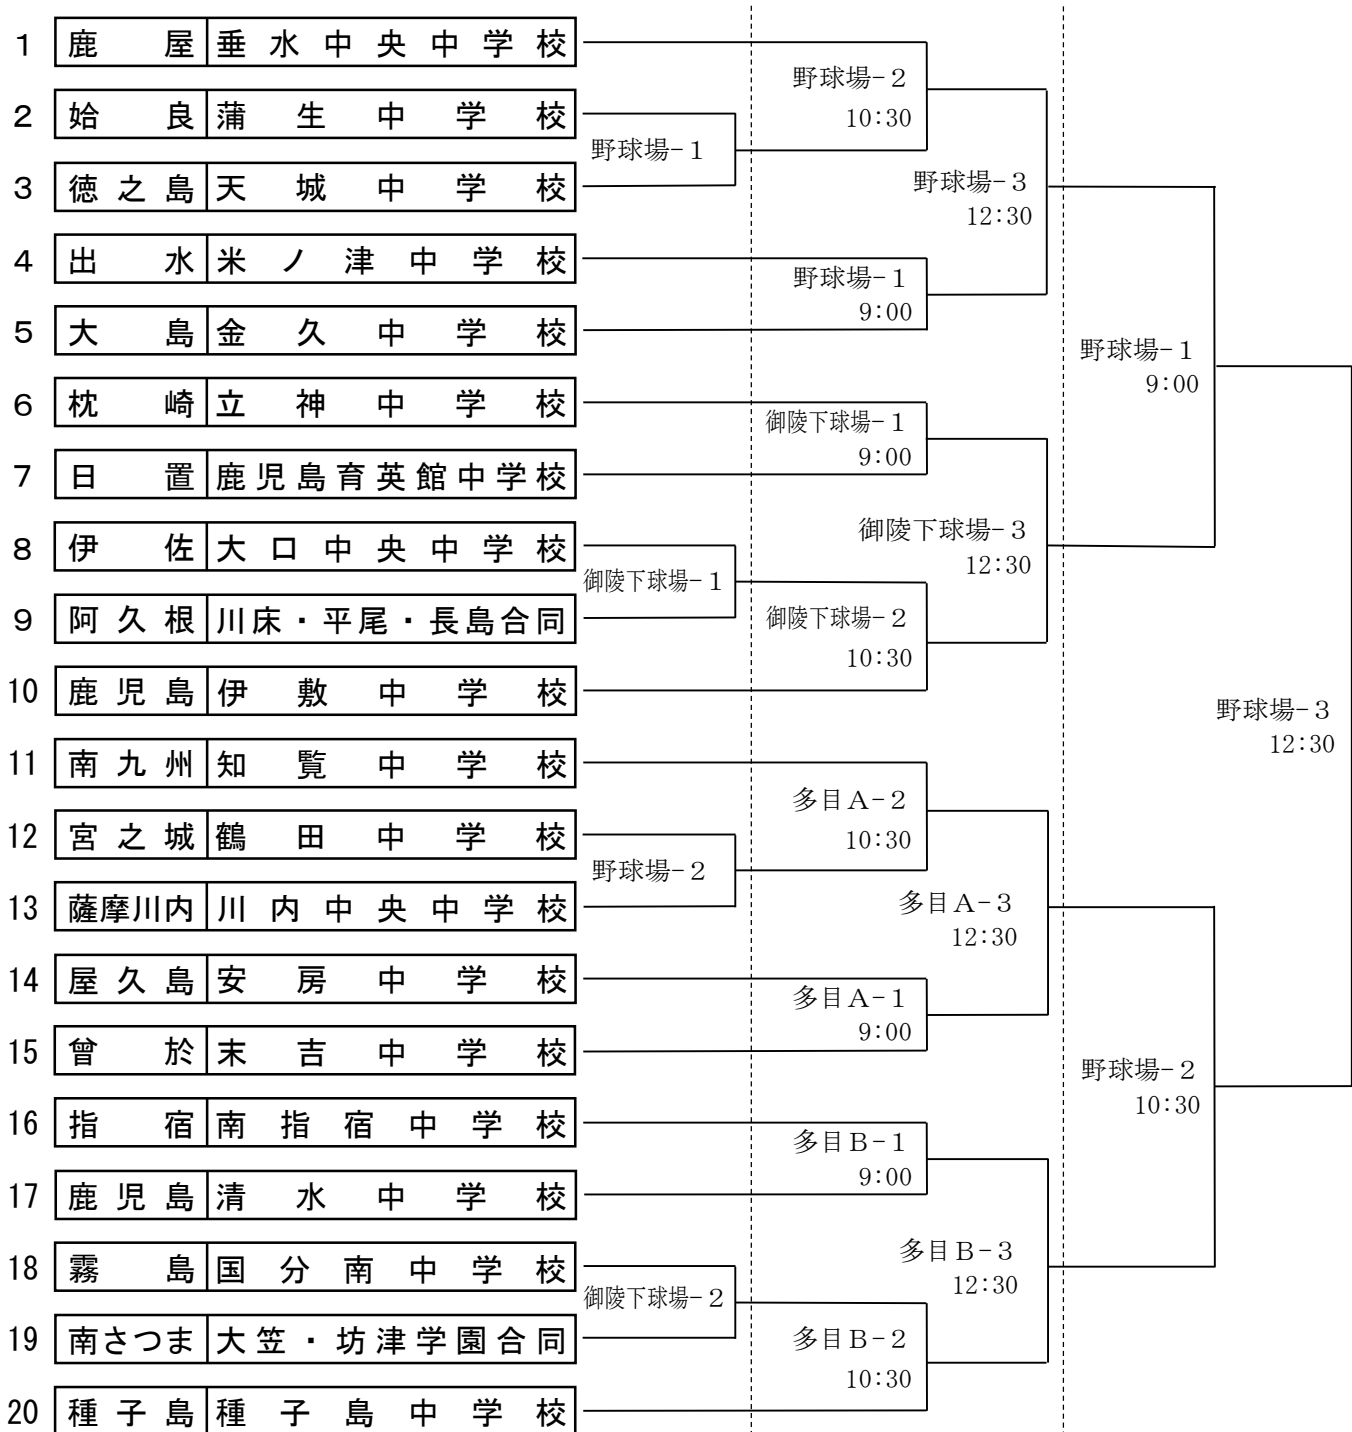 1 鹿屋 垂水中央中学校
野球場-2
10:30
2 姶良 蒲生中学校
野球場-1
3 徳之島 天城中学校
野球場-3
12:30
4 出水 米ノ津中学校
野球場-1
9:00
5 大島 金久中学校
野球場-1
9:00
6 枕崎 立神中学校
御陵下球場-1
9:00
7 日置 鹿児島育英館中学校
8 伊佐 大口中央中学校
御陵下球場-3
12:30
御陵下球場-1
9 阿久根 川床・平尾・長島合同
御陵下球場-2
10:30
10 鹿児島 伊敷中学校
野球場-3
12:30
11 南九州 知覧中学校
多目A-2
10:30
12 宮之城 鶴田中学校
野球場-2
13 薩摩川内 川内中央中学校
多目A-3
12:30
14 屋久島 安房中学校
多目A-1
9:00
15 曾於 末吉中学校
野球場-2
10:30
16 指宿 南指宿中学校
多目B-1
9:00
17 鹿児島 清水中学校
18 霧島 国分南中学校
多目B-3
12:30
御陵下球場-2
19 南さつま 大笠・坊津学園合同
多目B-2
10:30
20 種子島 種子島中学校